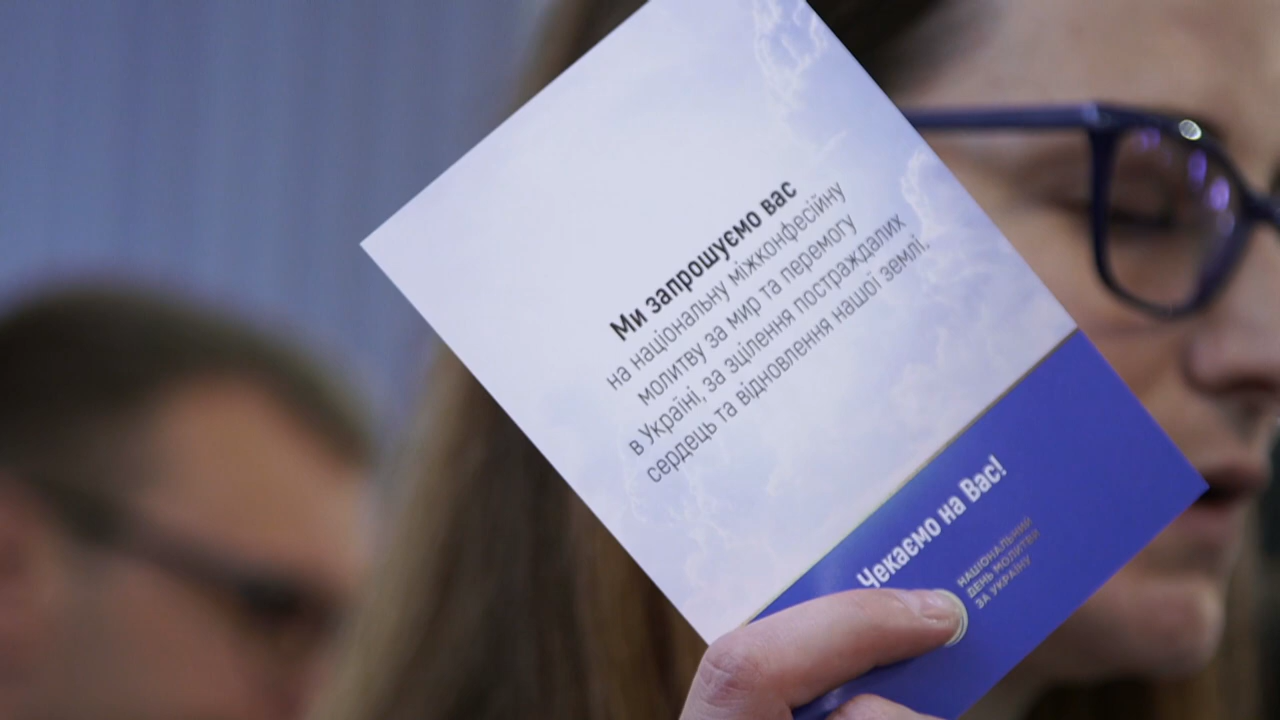 Ми запрошуємо вас
на національну міжконфесійну
молитву за мир та перемогу
в Україні, за зцілення постраждалих
сердець та відновлення нашої землі.
Чекаємо на Вас!
НАЦІОНАЛЬНИЙ
ДЕНЬ МОЛИТВИ
ЗА УКРАЇНУ